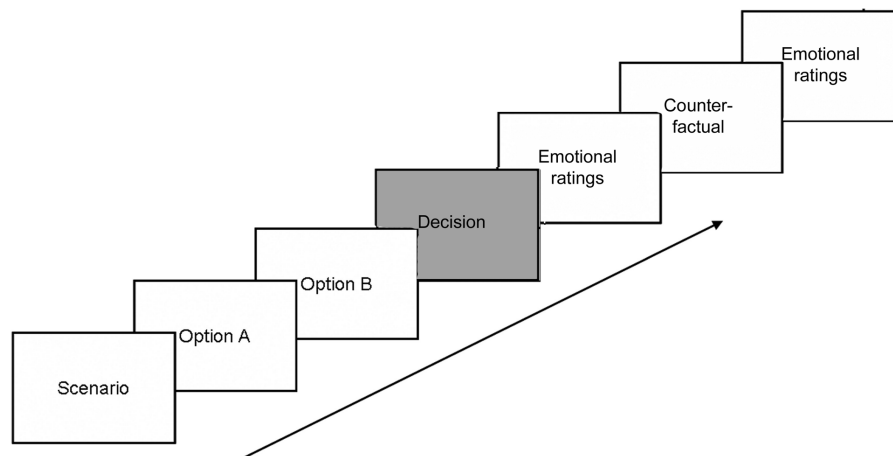 Scenario
Option A
Option B
Decision
Emotional
ratings
Counter-
factual
Emotional
ratings